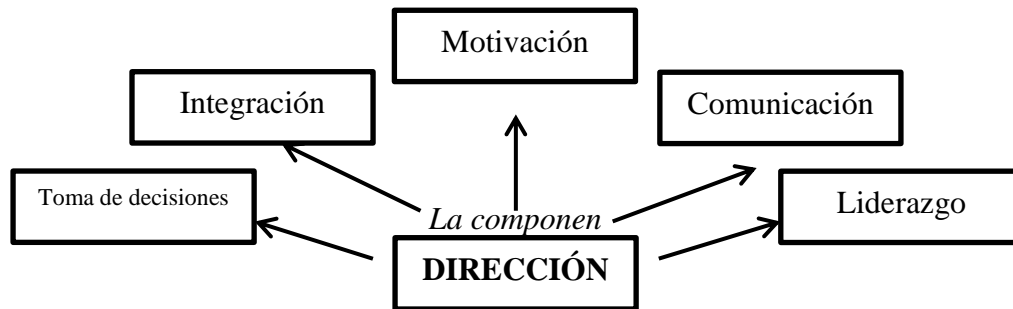 Motivación
Integración
Comunicación
Toma de decisiones
Liderazgo
La componen
DIRECCIÓN